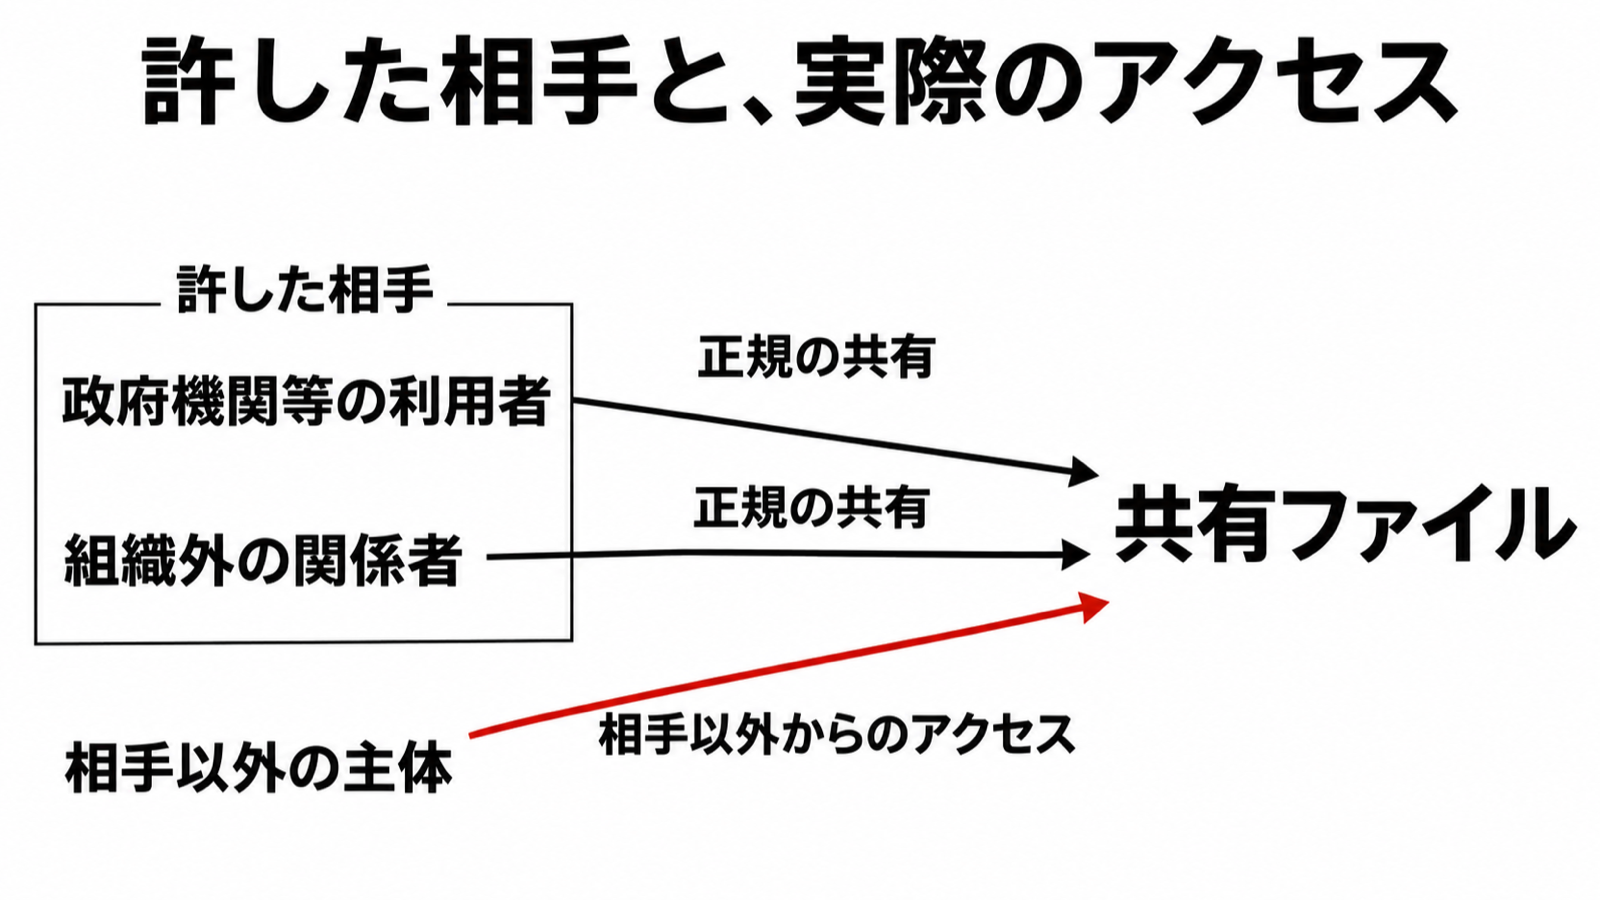 許した相手と、実際のアクセス
許した相手
政府機関等の利用者
正規の共有
組織外の関係者
正規の共有
共有ファイル
相手以外の主体
相手以外からのアクセス